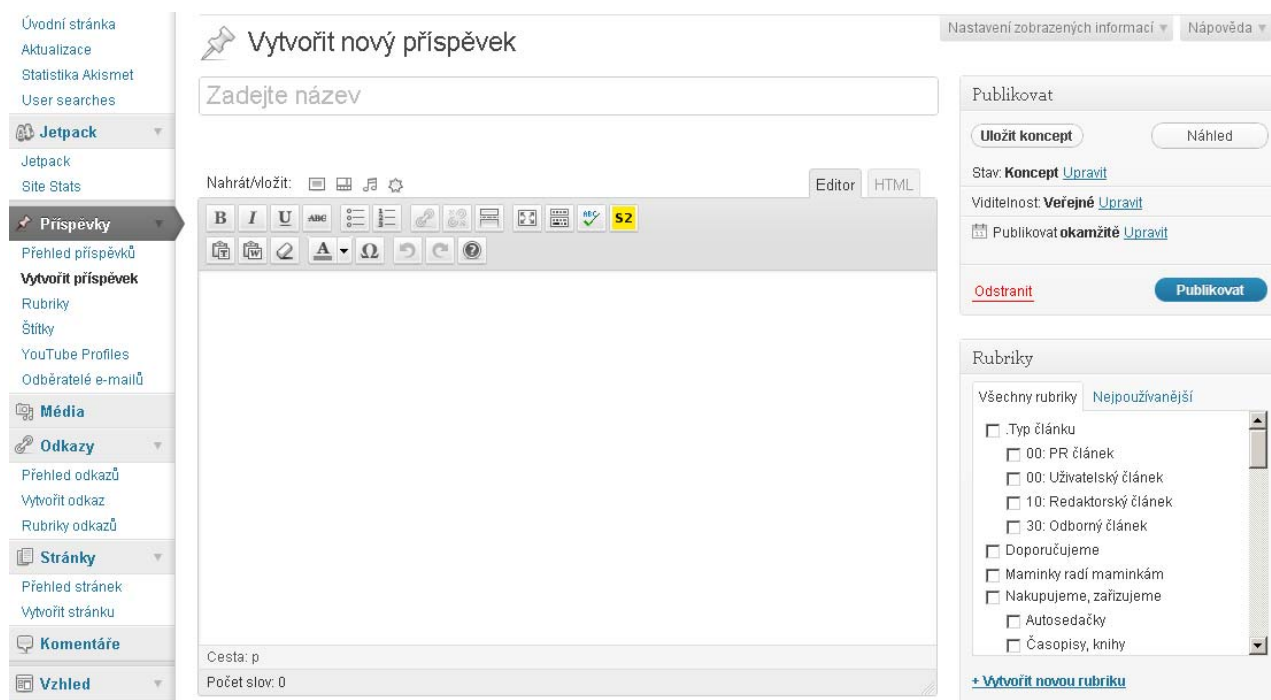 Úvodní stránka
Aktualizace
Statistika Akismet
User searches
Jetpack
Jetpack
Site Stats
Příspěvky
Přehled příspěvků
Vytvořit příspěvek
Rubriky
Štítky
YouTube Profiles
Odběratelé e-mailů
Média
Odkazy
Přehled odkazů
Vytvořit odkaz
Rubriky odkazů
Stránky
Přehled stránek
Vytvořit stránku
Komentáře
Vzhled
Nastavení zobrazených informací
Nápověda
Vytvořit nový příspěvek
Zadejte název
Nahrát/vložit:
Editor HTML
B I U ABC ABC S2
T W A Ω
Cesta: p
Počet slov: 0
Publikovat
Uložit koncept Náhled
Stav: Koncept Upravit
Viditelnost: Veřejné Upravit
Publikovat okamžitě Upravit
Odstranit Publikovat
Rubriky
Všechny rubriky Nejpoužívanější
.Typ článku
00: PR článek
00: Uživatelský článek
10: Redaktorský článek
30: Odborný článek
Doporučujeme
Maminky radí maminkám
Nakupujeme, zařizujeme
Autosedačky
Časopisy, knihy
+ Vytvořit novou rubriku